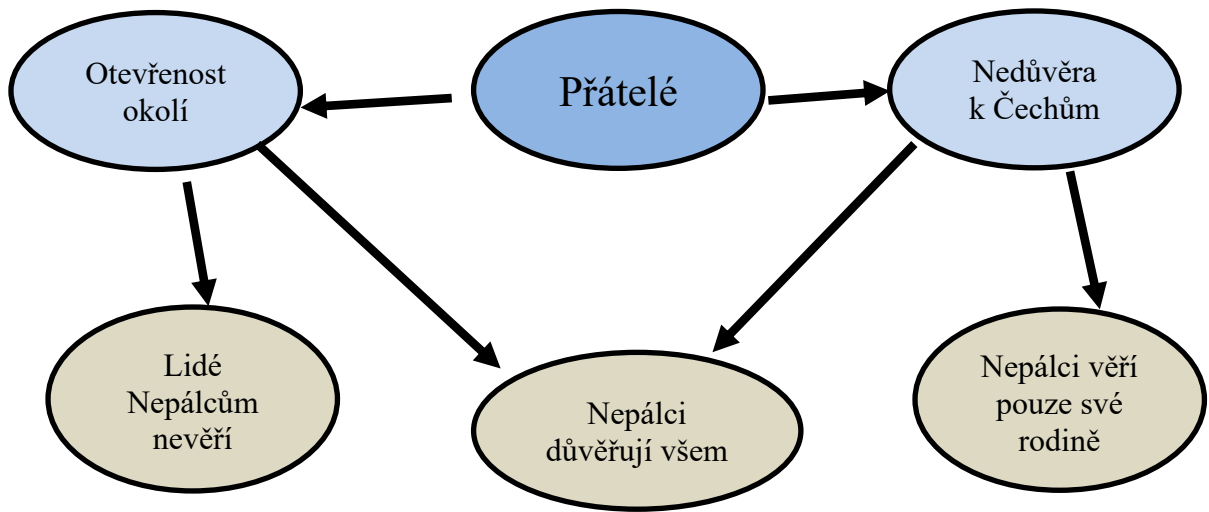 Otevřenost
okolí
Přátelé
Nedůvěra
k Čechům
Lidé
Nepálcům
nevěří
Nepálci
důvěřují všem
Nepálci věří
pouze své
rodině